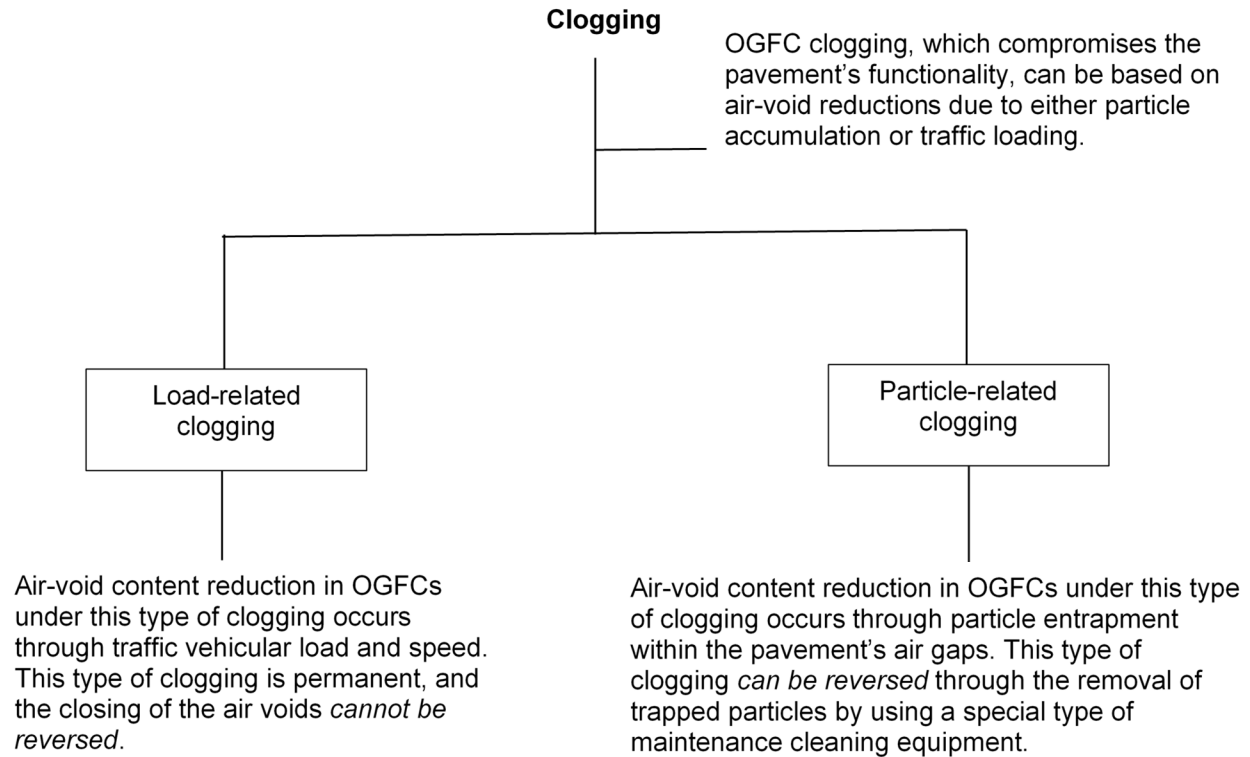 Clogging
OGFC clogging, which compromises the
pavement’s functionality, can be based on
air-void reductions due to either particle
accumulation or traffic loading.
Load-related
clogging
Particle-related
clogging
Air-void content reduction in OGFCs
under this type of clogging occurs
through traffic vehicular load and speed.
This type of clogging is permanent, and
the closing of the air voids cannot be
reversed.
Air-void content reduction in OGFCs under this type
of clogging occurs through particle entrapment
within the pavement’s air gaps. This type of
clogging can be reversed through the removal of
trapped particles by using a special type of
maintenance cleaning equipment.